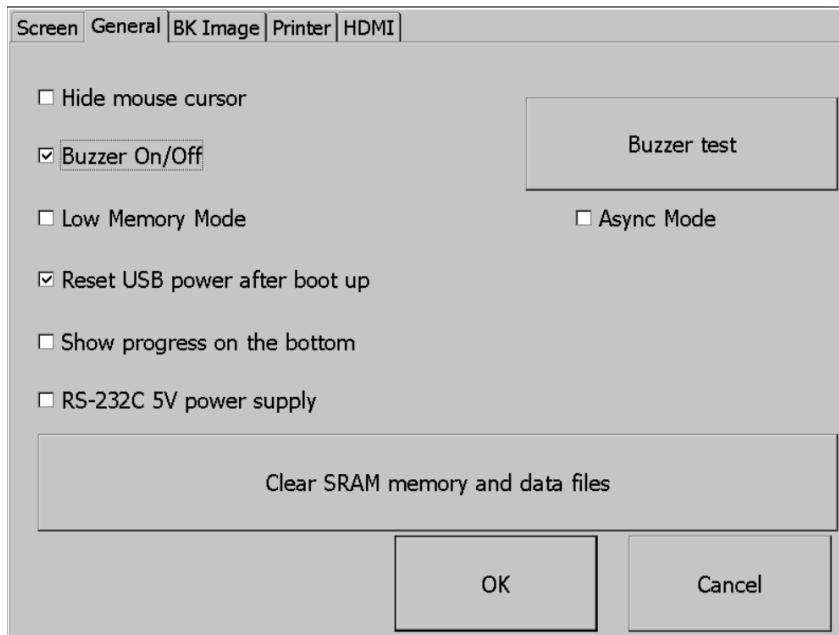 Screen General BK Image Printer HDMI
Hide mouse cursor
Buzzer On/Off
Buzzer test
Low Memory Mode
Async Mode
Reset USB power after boot up
Show progress on the bottom
RS-232C 5V power supply
Clear SRAM memory and data files
OK
Cancel